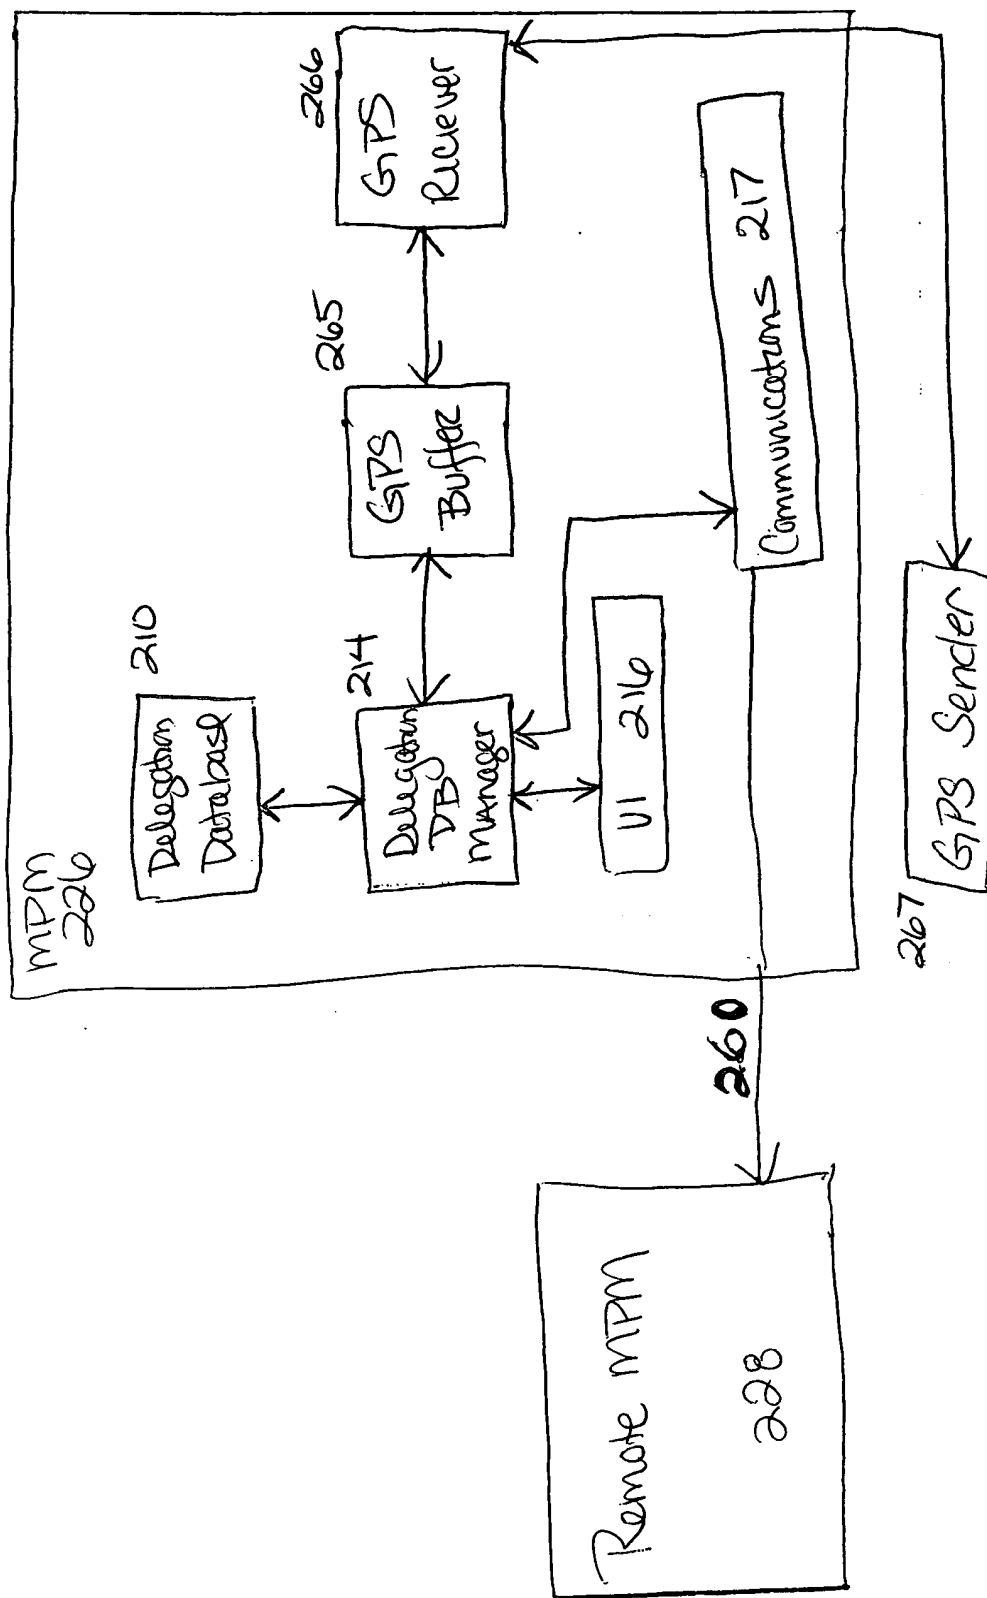 MPM
226
Delegation
Database
210
Delegation
DB
MANAger
214
GPS
Buffer
265
GPS
Riciever
266
UI 216
Communications 217
267
GPS Sender
260
Remote MPM
228